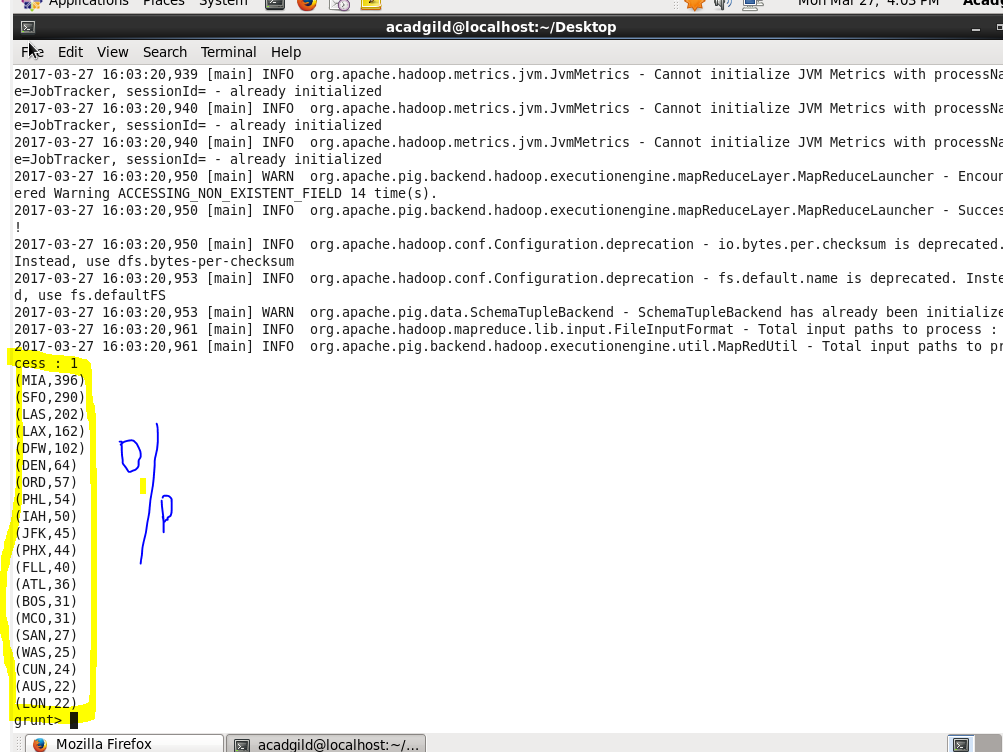 Applications Places System Mon Mar 27, 4:03 PM Acadg
acadgild@localhost:~/Desktop
File Edit View Search Terminal Help
2017-03-27 16:03:20,939 [main] INFO org.apache.hadoop.metrics.jvm.JvmMetrics - Cannot initialize JVM Metrics with processNa
e=JobTracker, sessionId= - already initialized
2017-03-27 16:03:20,940 [main] INFO org.apache.hadoop.metrics.jvm.JvmMetrics - Cannot initialize JVM Metrics with processNa
e=JobTracker, sessionId= - already initialized
2017-03-27 16:03:20,940 [main] INFO org.apache.hadoop.metrics.jvm.JvmMetrics - Cannot initialize JVM Metrics with processNa
e=JobTracker, sessionId= - already initialized
2017-03-27 16:03:20,950 [main] WARN org.apache.pig.backend.hadoop.executionengine.mapReduceLayer.MapReduceLauncher - Encoun
ered Warning ACCESSING_NON_EXISTENT_FIELD 14 time(s).
2017-03-27 16:03:20,950 [main] INFO org.apache.pig.backend.hadoop.executionengine.mapReduceLayer.MapReduceLauncher - Succes
!
2017-03-27 16:03:20,950 [main] INFO org.apache.hadoop.conf.Configuration.deprecation - io.bytes.per.checksum is deprecated.
Instead, use dfs.bytes-per-checksum
2017-03-27 16:03:20,953 [main] INFO org.apache.hadoop.conf.Configuration.deprecation - fs.default.name is deprecated. Inste
d, use fs.defaultFS
2017-03-27 16:03:20,953 [main] WARN org.apache.pig.data.SchemaTupleBackend - SchemaTupleBackend has already been initialize
2017-03-27 16:03:20,961 [main] INFO org.apache.hadoop.mapreduce.lib.input.FileInputFormat - Total input paths to process :
2017-03-27 16:03:20,961 [main] INFO org.apache.pig.backend.hadoop.executionengine.util.MapRedUtil - Total input paths to pr
cess : 1
(MIA,396)
(SFO,290)
(LAS,202)
(LAX,162)
(DFW,102)
(DEN,64)
(ORD,57)
(PHL,54)
(IAH,50)
(JFK,45)
(PHX,44)
(FLL,40)
(ATL,36)
(BOS,31)
(MCO,31)
(SAN,27)
(WAS,25)
(CUN,24)
(AUS,22)
(LON,22)
grunt>
O/P
Mozilla Firefox acadgild@localhost:~/...